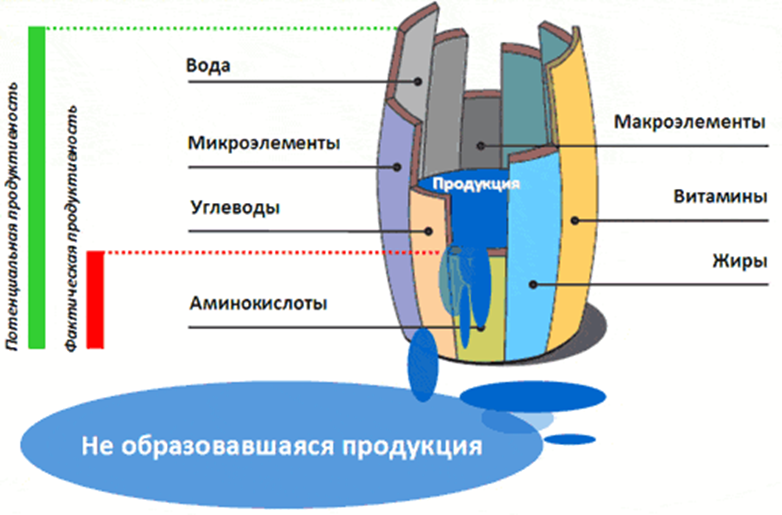 Потенциальная продуктивность
Фактическая продуктивность
Вода
Микроэлементы
Углеводы
Аминокислоты
Продукция
Макроэлементы
Витамины
Жиры
Не образовавшаяся продукция